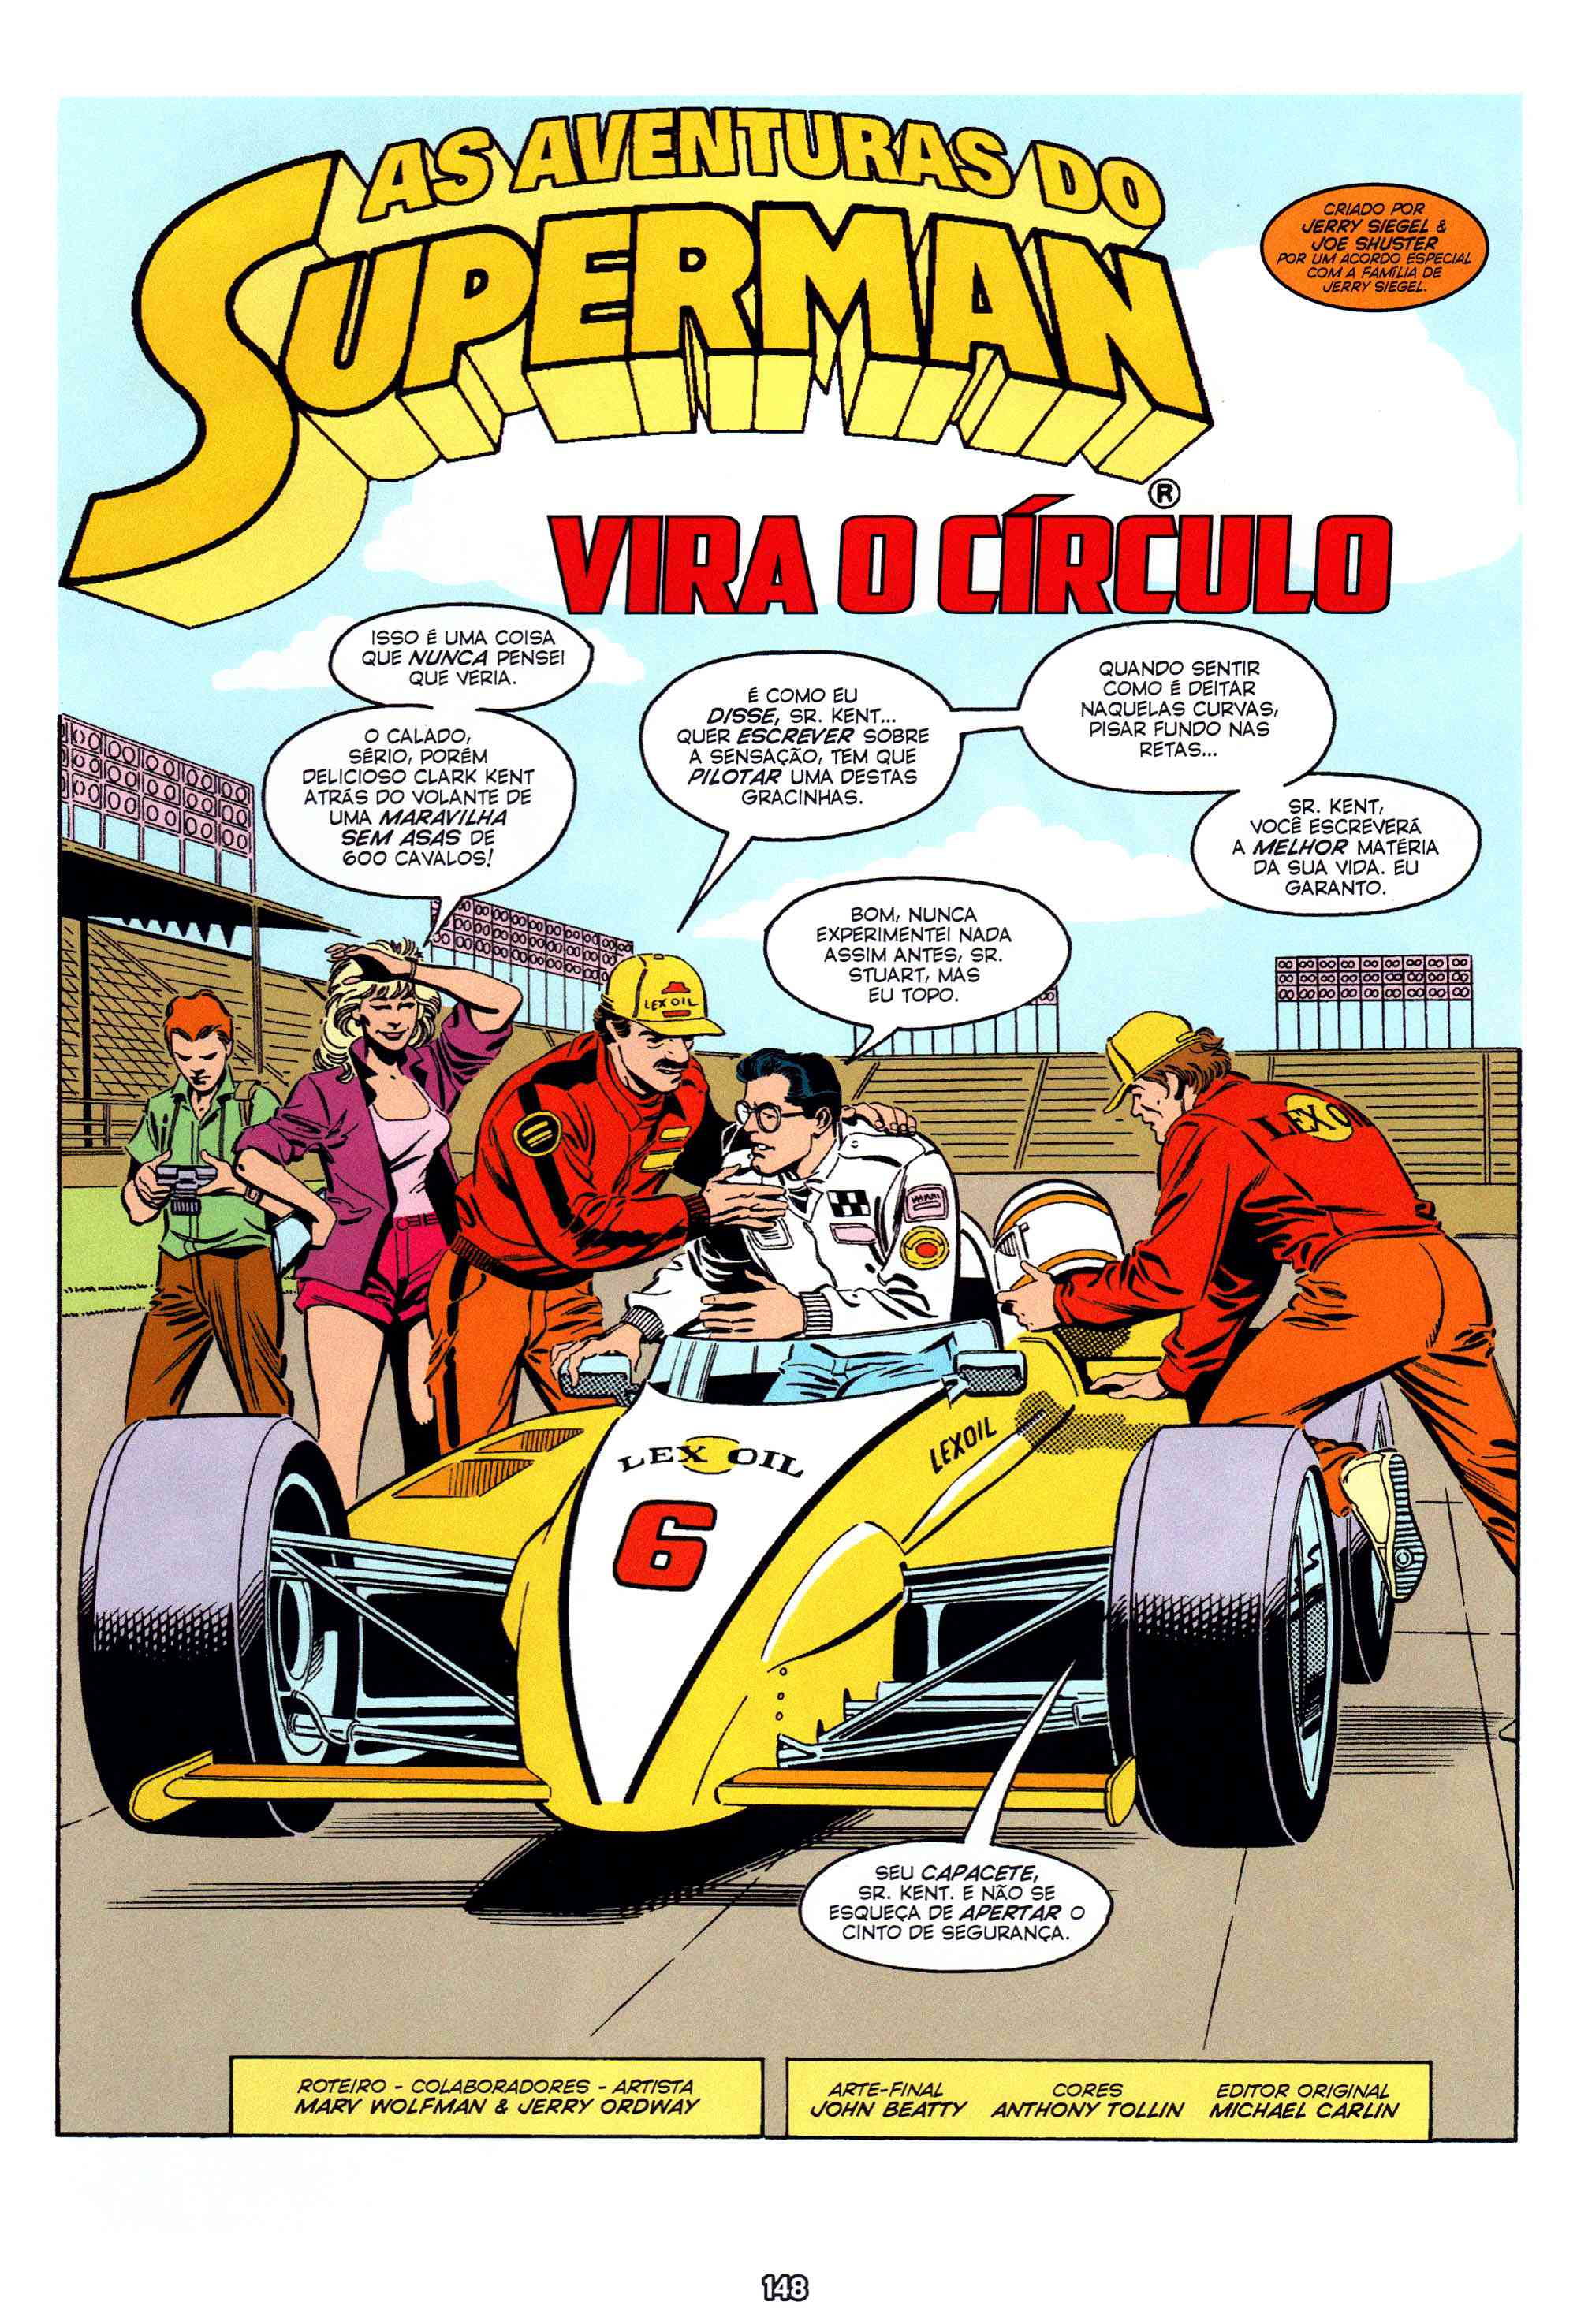 AS AVENTURAS DO
SUPERMAN
®
VIRA O CÍRCULO
CRIADO POR
JERRY SIEGEL &
JOE SHUSTER
POR UM ACORDO ESPECIAL
COM A FAMÍLIA DE
JERRY SIEGEL.
ISSO É UMA COISA
QUE NUNCA PENSEI
QUE VERIA.
O CALADO,
SÉRIO, PORÉM
DELICIOSO CLARK KENT
ATRÁS DO VOLANTE DE
UMA MARAVILHA
SEM ASAS DE
600 CAVALOS!
É COMO EU
DISSE, SR. KENT...
QUER ESCREVER SOBRE
A SENSAÇÃO, TEM QUE
PILOTAR UMA DESTAS
GRACINHAS.
QUANDO SENTIR
COMO É DEITAR
NAQUELAS CURVAS,
PISAR FUNDO NAS
RETAS...
SR. KENT,
VOCÊ ESCREVERÁ
A MELHOR MATÉRIA
DA SUA VIDA. EU
GARANTO.
BOM, NUNCA
EXPERIMENTEI NADA
ASSIM ANTES, SR.
STUART, MAS
EU TOPO.
LEX OIL
LEX OI
LEX OIL
LEXOIL
6
SEU CAPACETE,
SR. KENT. E NÃO SE
ESQUEÇA DE APERTAR O
CINTO DE SEGURANÇA.
ROTEIRO - COLABORADORES - ARTISTA
MARV WOLFMAN & JERRY ORDWAY
ARTE-FINAL CORES EDITOR ORIGINAL
JOHN BEATTY ANTHONY TOLLIN MICHAEL CARLIN
148